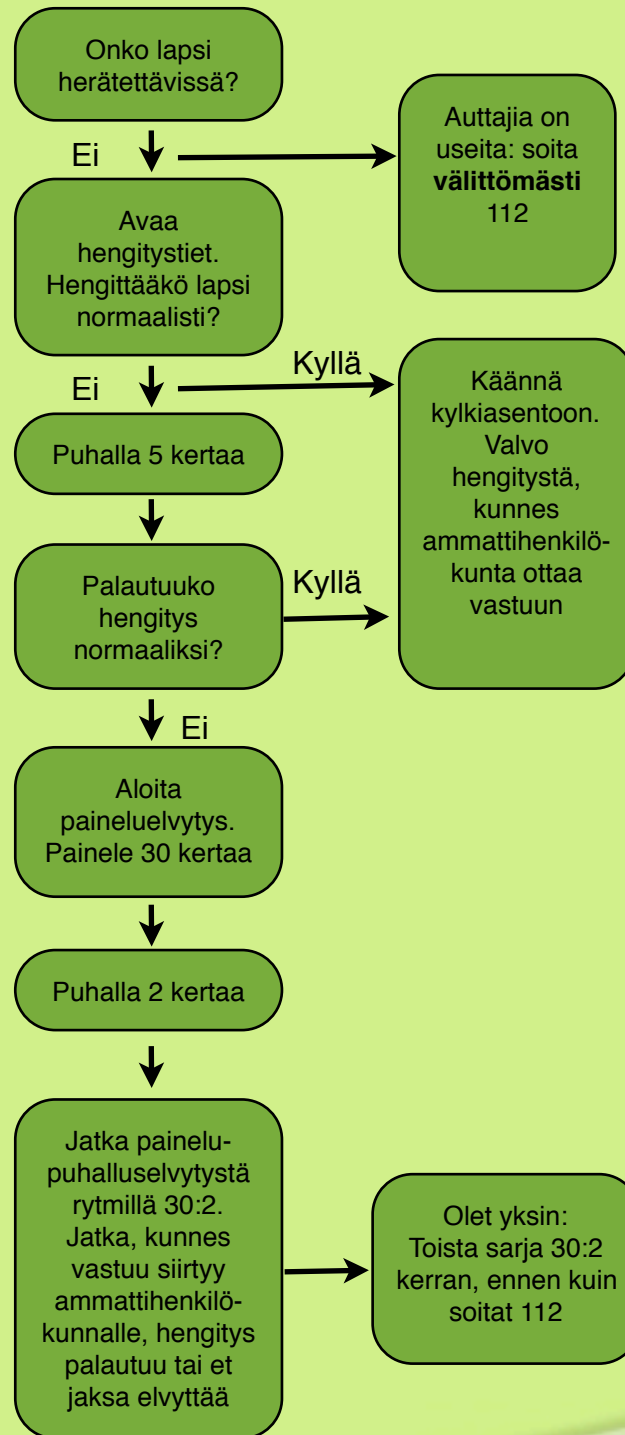 Onko lapsi
herätettävissä?
Ei
Auttajia on
useita: soita
välittömästi
112
Avaa
hengitystiet.
Hengittääkö lapsi
normaalisti?
Ei
Kyllä
Käännä
kylkiasentoon.
Valvo
hengitystä,
kunnes
ammattihenkilö-
kunta ottaa
vastuun
Puhalla 5 kertaa
Palautuuko
hengitys
normaaliksi?
Kyllä
Ei
Aloita
paineluelvytys.
Painele 30 kertaa
Puhalla 2 kertaa
Jatka painelu-
puhalluselvytystä
rytmillä 30:2.
Jatka, kunnes
vastuu siirtyy
ammattihenkilö-
kunnalle, hengitys
palautuu tai et
jaksa elvyttää
Olet yksin:
Toista sarja 30:2
kerran, ennen kuin
soitat 112